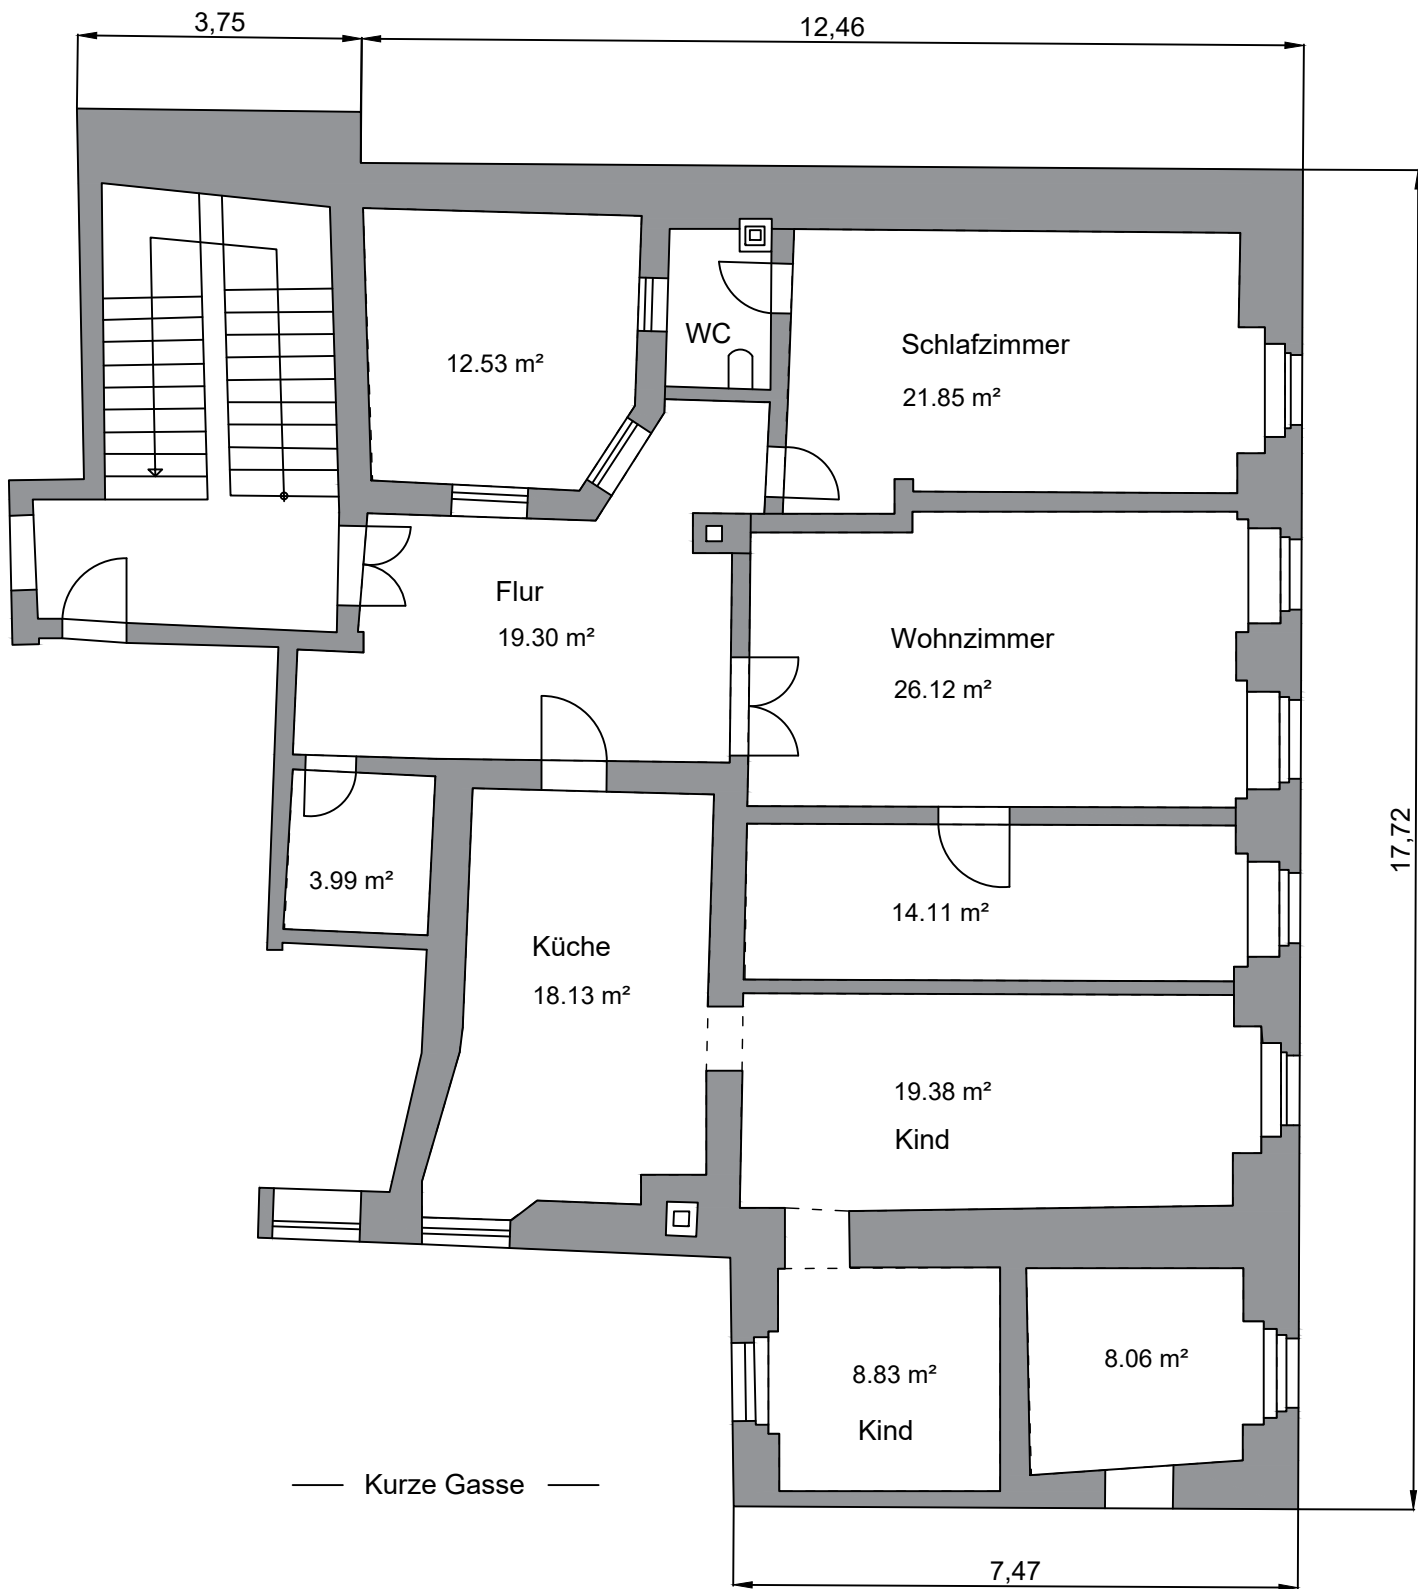 3,75
12,46
WC
Schlafzimmer
12.53 m²
21.85 m²
Flur
19.30 m²
Wohnzimmer
26.12 m²
17,72
3.99 m²
14.11 m²
Küche
18.13 m²
19.38 m²
Kind
8.06 m²
8.83 m²
Kind
Kurze Gasse
7,47